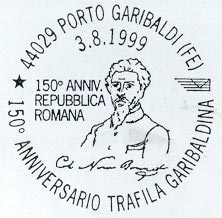 44029 PORTO GARIBALDI (FE)
3.8.1999
150° ANNIV.
REPUBBLICA
ROMANA
150° ANNIVERSARIO TRAFILA GARIBALDINA